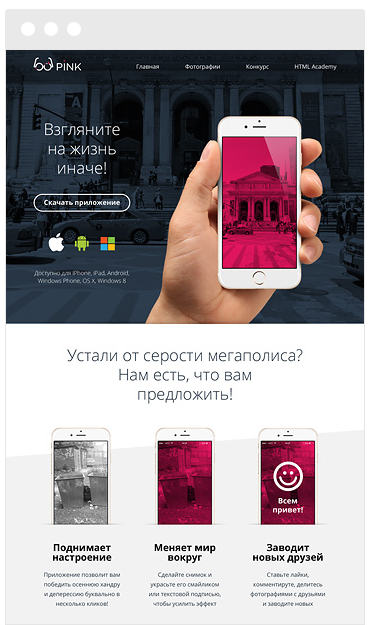 PINK
Главная Фотографии Конкурс HTML Academy
Взгляните
на жизнь
иначе!
Скачать приложение
Доступно для iPhone, iPad, Android,
Windows Phone, OS X, Windows 8
Устали от серости мегаполиса?
Нам есть, что вам
предложить!
Всем
привет!
Поднимает
настроение
Меняет мир
вокруг
Заводит
новых друзей
Приложение позволит вам
победить осеннюю хандру
и депрессию буквально в
несколько кликов!
Сделайте снимок и
украсьте его смайликом
или текстовой подписью,
чтобы усилить эффект
Ставьте лайки,
комментируте, делитесь
фотографиями с друзьями
и заводите новых